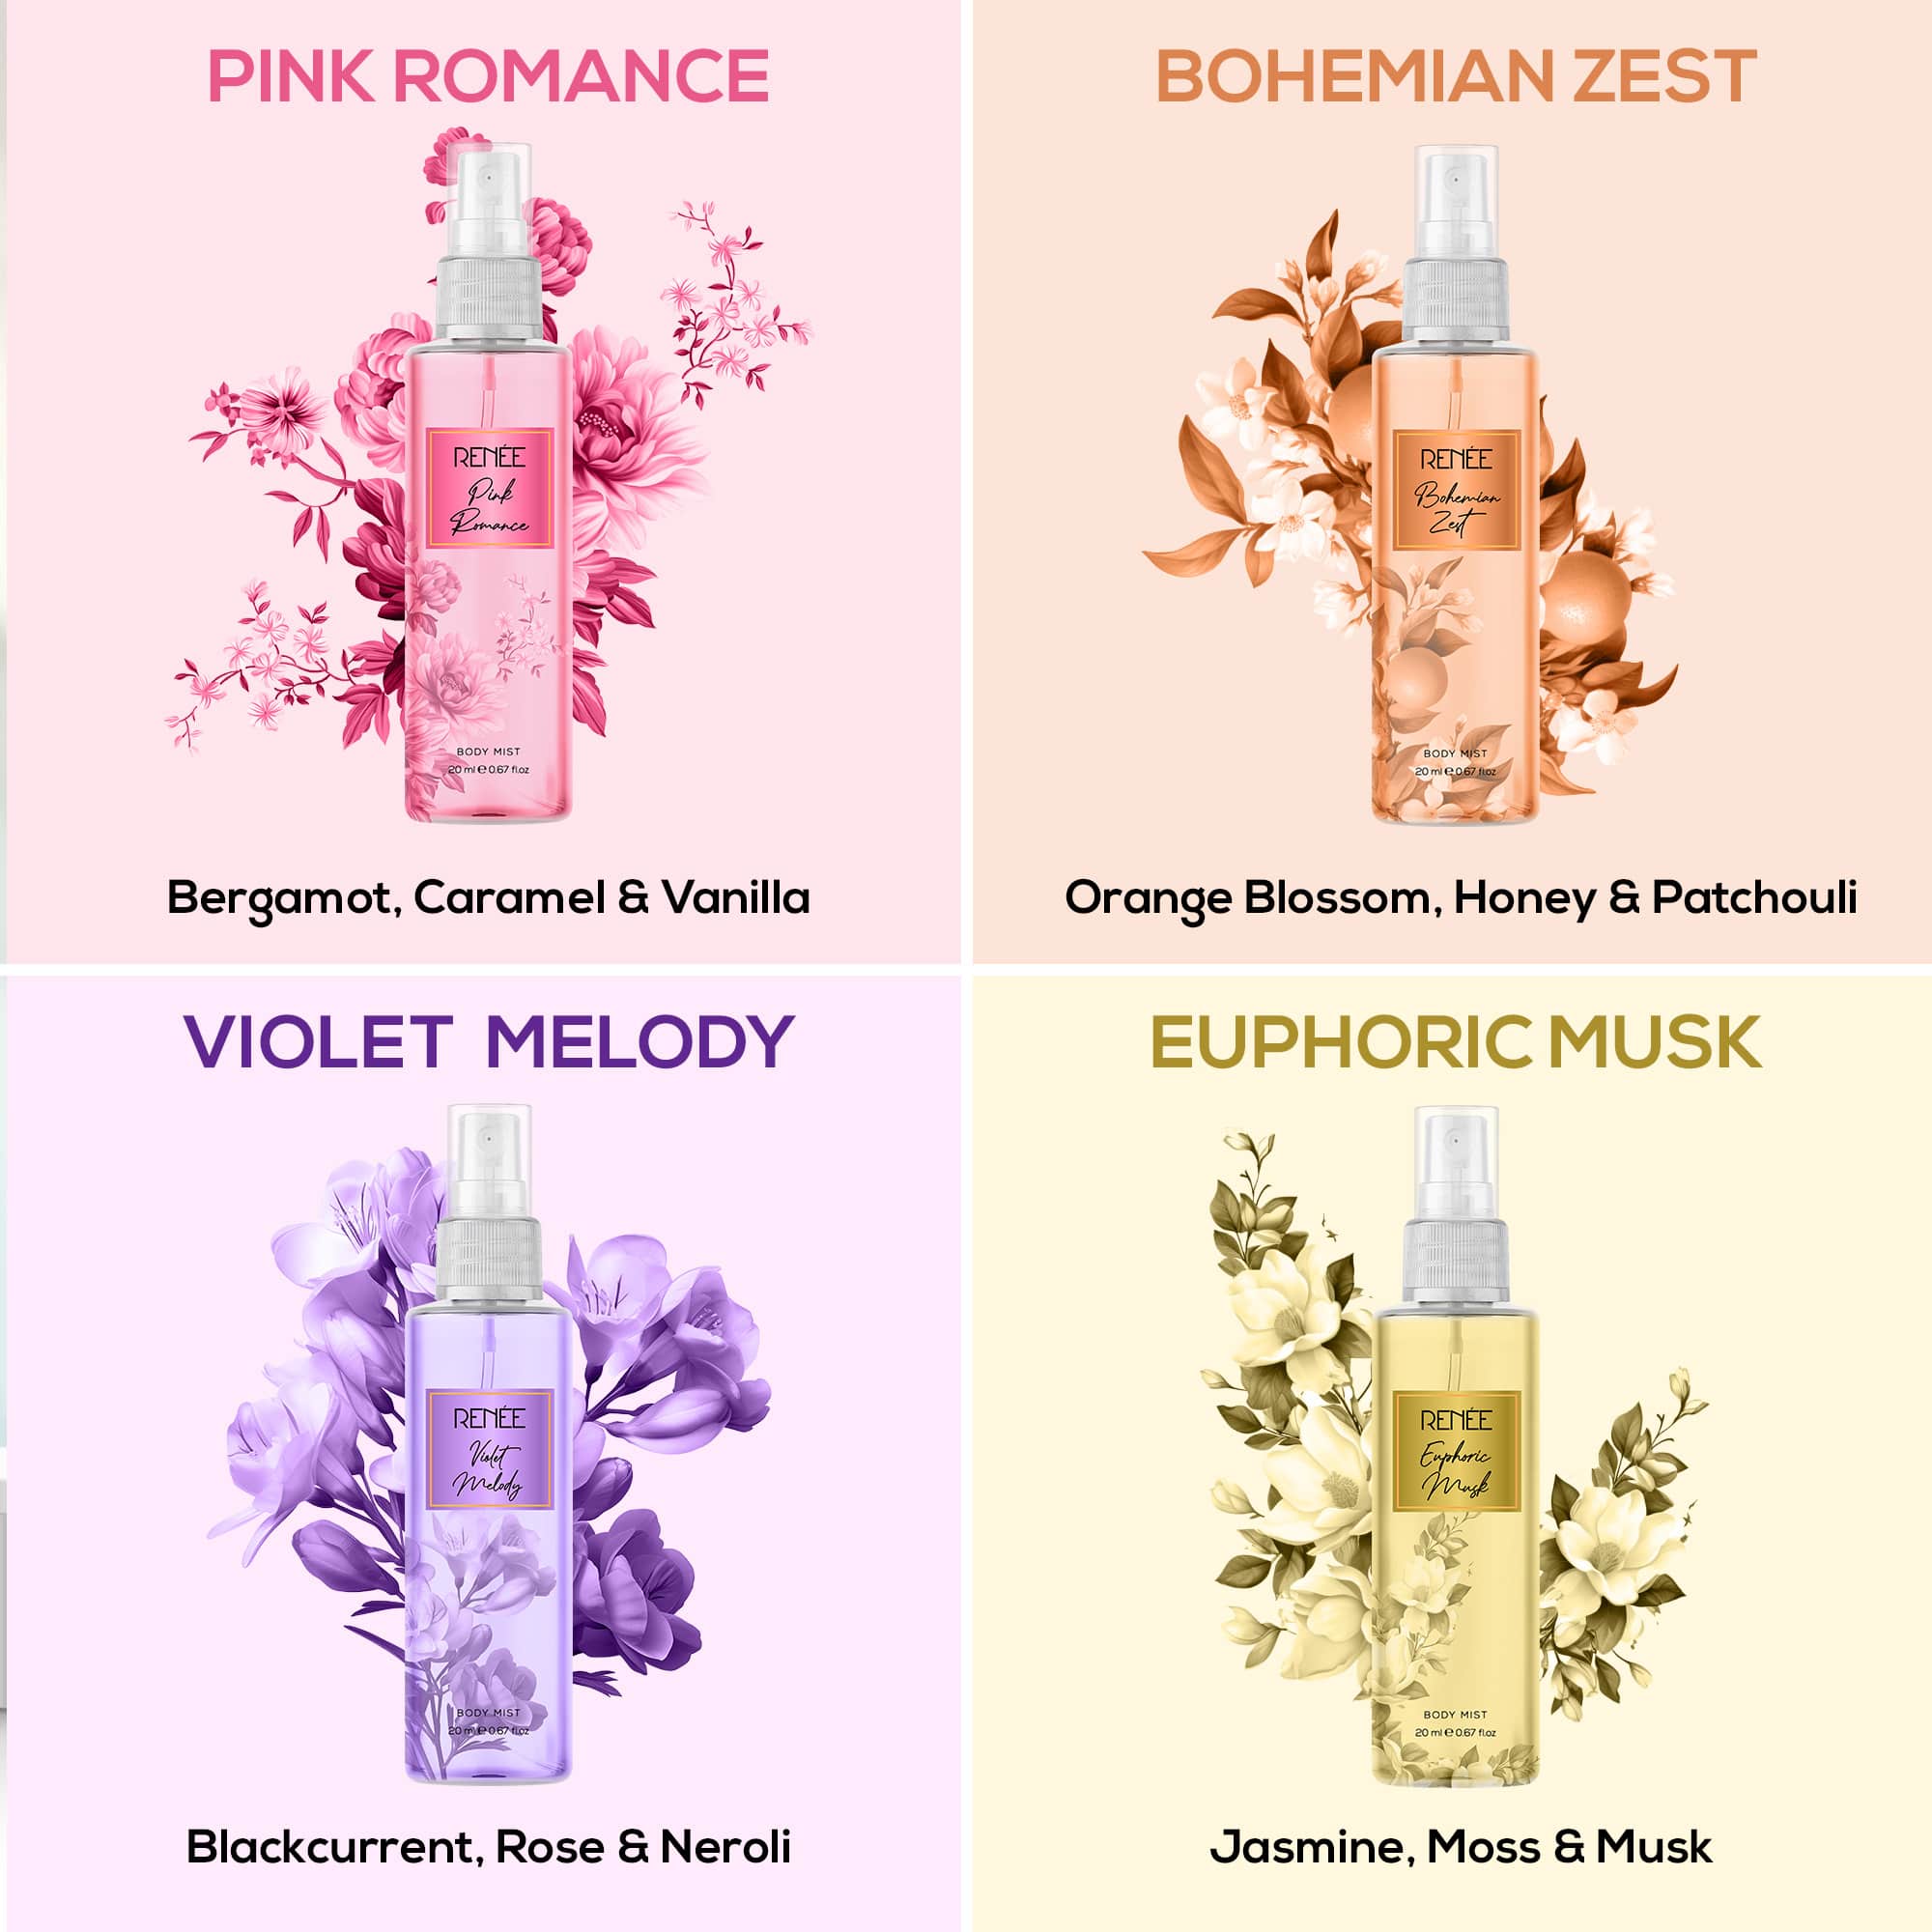 PINK ROMANCE
RENÉE
Pink
Romance
BODY MIST
20 ml ℮ 0.67 fl.oz
Bergamot, Caramel & Vanilla
BOHEMIAN ZEST
RENÉE
Bohemian
Zest
BODY MIST
20 ml ℮ 0.67 fl.oz
Orange Blossom, Honey & Patchouli
VIOLET MELODY
RENÉE
Violet
Melody
BODY MIST
20 ml ℮ 0.67 fl.oz
Blackcurrent, Rose & Neroli
EUPHORIC MUSK
RENÉE
Euphoric
Musk
BODY MIST
20 ml ℮ 0.67 fl.oz
Jasmine, Moss & Musk